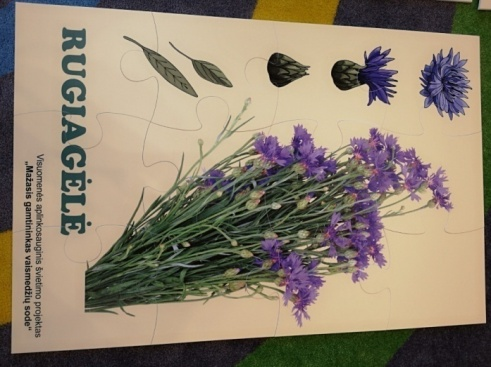 RUGIAGĖLĖ
Visuomenės aplinkosauginis švietimo projektas
„Mažasis gamtininkas vaismedžių sode“